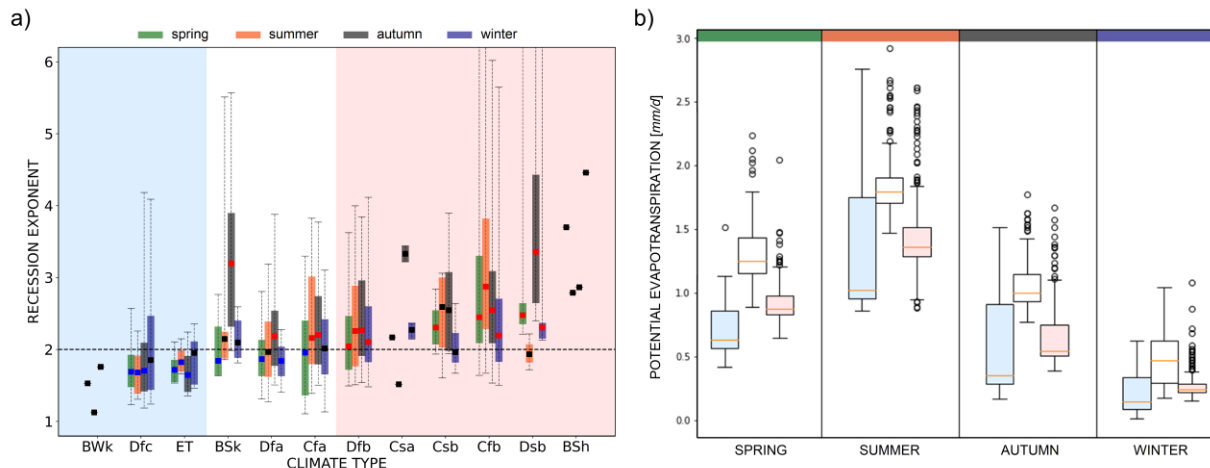 a)
spring summer autumn winter
RECESSION EXPONENT
6
5
4
3
2
1
BWk Dfc ET BSk Dfa Cfa Dfb Csa Csb Cfb Dsb BSh
CLIMATE TYPE
b)
POTENTIAL EVAPOTRANSPIRATION [mm/d]
3.0
2.5
2.0
1.5
1.0
0.5
0.0
SPRING SUMMER AUTUMN WINTER